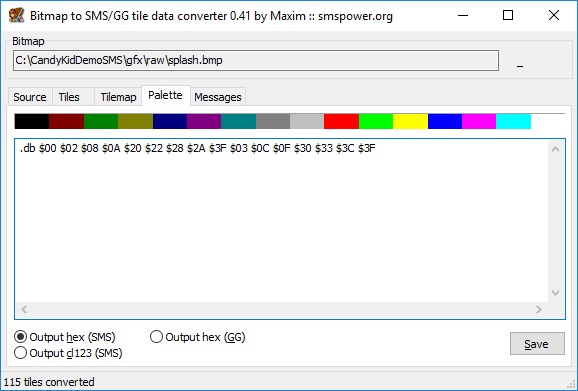 Bitmap to SMS/GG tile data converter 0.41 by Maxim :: smspower.org
Bitmap
C:\CandyKidDemoSMS\gfx\raw\splash.bmp
Source Tiles Tilemap Palette Messages
.db $00 $02 $08 $0A $20 $22 $28 $2A $3F $03 $0C $0F $30 $33 $3C $3F
Output hex (SMS) Output hex (GG)
Output cl123 (SMS)
Save
115 tiles converted